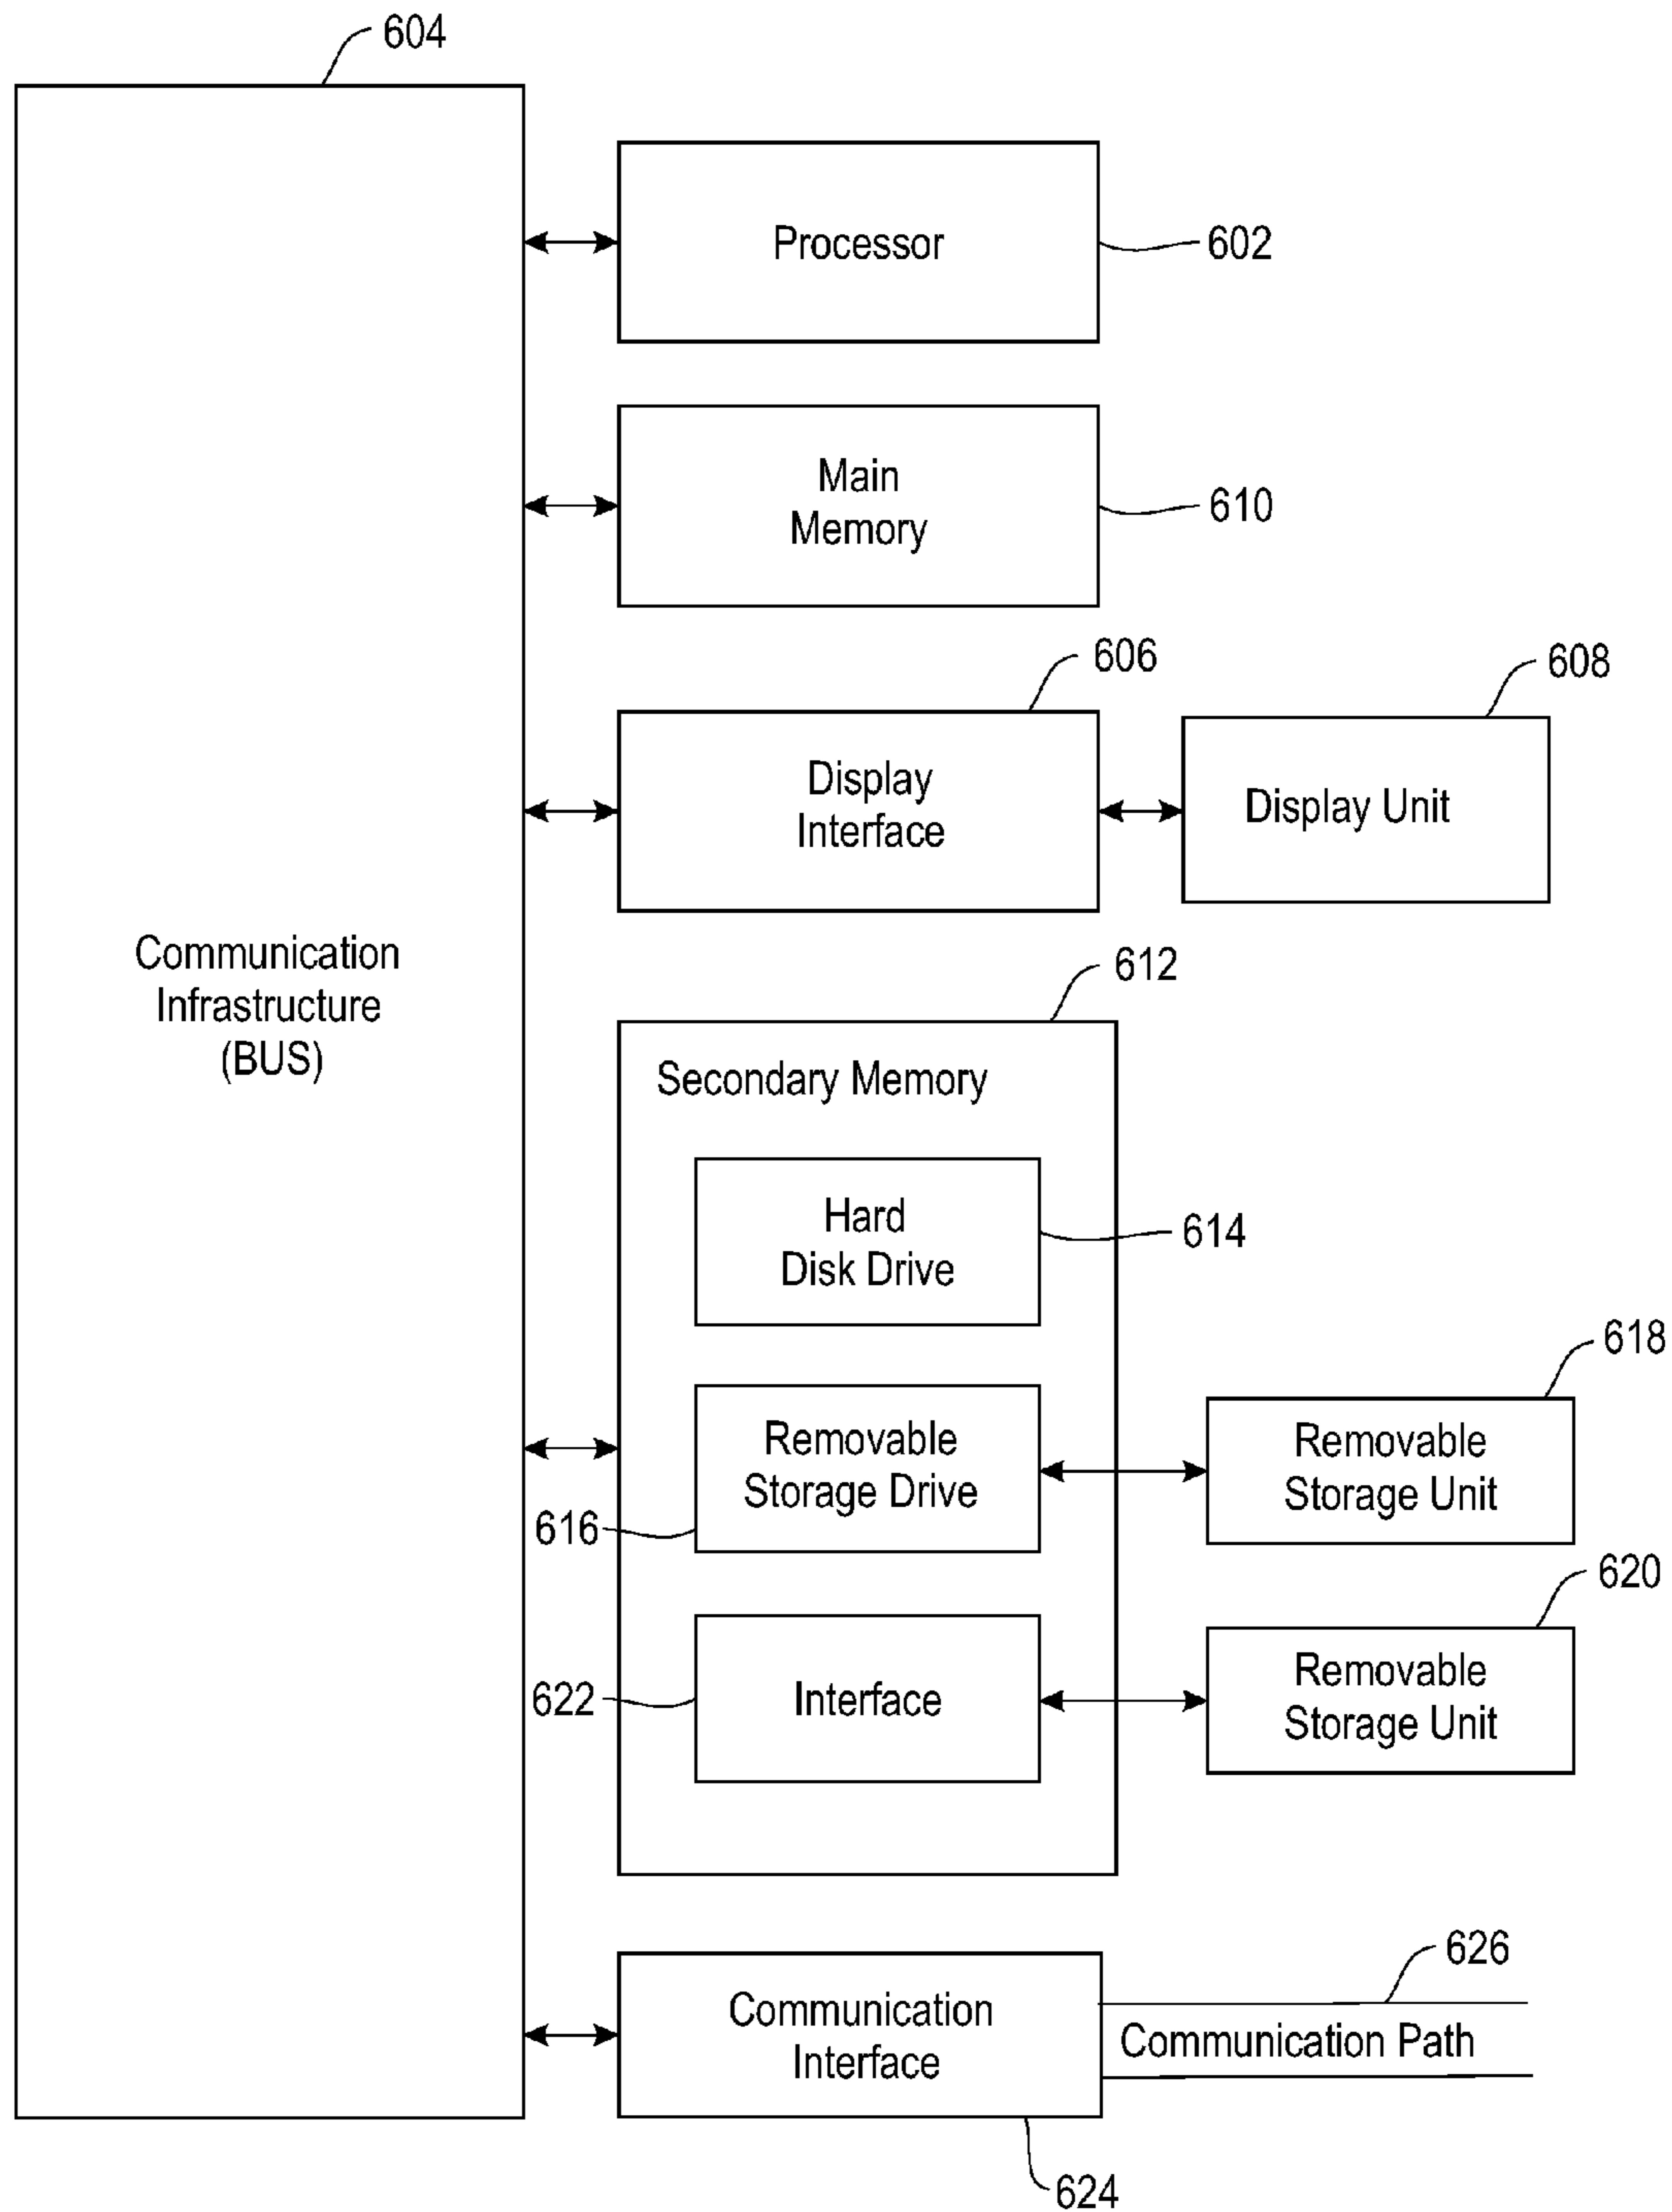 604
Processor
602
Main
Memory
610
606
608
Display
Interface
Display Unit
Communication
Infrastructure
(BUS)
612
Secondary Memory
Hard
Disk Drive
614
618
Removable
Storage Drive
616
Removable
Storage Unit
620
622
Interface
Removable
Storage Unit
626
Communication
Interface
Communication Path
624